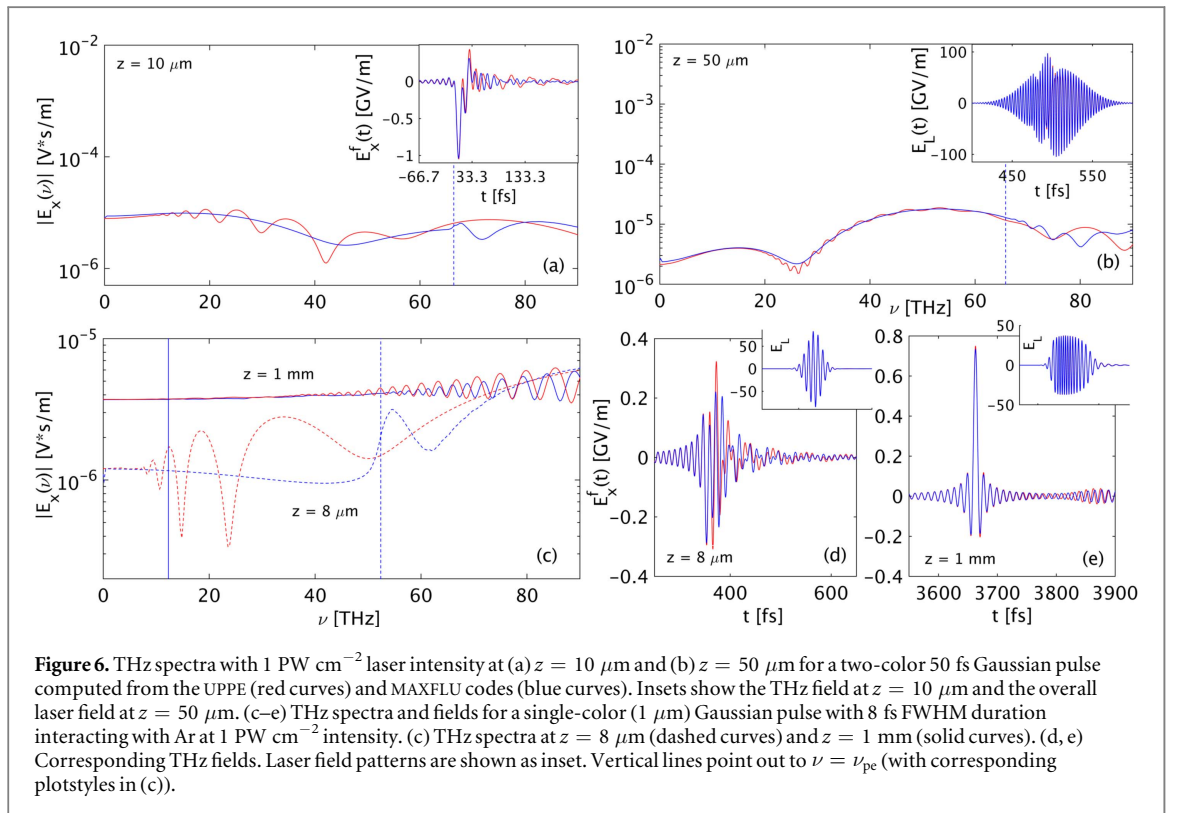 10⁻²
z = 10 μm
10⁻⁴
10⁻⁶
|Eₓ(ν)| [V*s/m]
0 20 40 60 80
(a)
0
−0.5
−1
Eₓᶠ(t) [GV/m]
−66.7 33.3 133.3
t [fs]
10⁻²
z = 50 μm
10⁻³
10⁻⁴
10⁻⁵
10⁻⁶
0 20 40 60 80
ν [THz]
(b)
100
0
−100
E_L(t) [GV/m]
450 550
t [fs]
10⁻⁵
z = 1 mm
10⁻⁶
z = 8 μm
|Eₓ(ν)| [V*s/m]
0 20 40 60 80
ν [THz]
(c)
0.4
0.2
0
−0.2
−0.4
Eₓᶠ(t) [GV/m]
z = 8 μm
(d)
400 600
t [fs]
E_L
50
0
−50
0.8
0.6
0.4
0.2
0
−0.2
0.4
z = 1 mm
(e)
3600 3700 3800 3900
t [fs]
E_L
50
0
−50
Figure 6. THz spectra with 1 PW cm⁻² laser intensity at (a) z = 10 μm and (b) z = 50 μm for a two-color 50 fs Gaussian pulse
computed from the UPPE (red curves) and MAXFLU codes (blue curves). Insets show the THz field at z = 10 μm and the overall
laser field at z = 50 μm. (c–e) THz spectra and fields for a single-color (1 μm) Gaussian pulse with 8 fs FWHM duration
interacting with Ar at 1 PW cm⁻² intensity. (c) THz spectra at z = 8 μm (dashed curves) and z = 1 mm (solid curves). (d, e)
Corresponding THz fields. Laser field patterns are shown as inset. Vertical lines point out to ν = ν_pe (with corresponding
plotstyles in (c)).